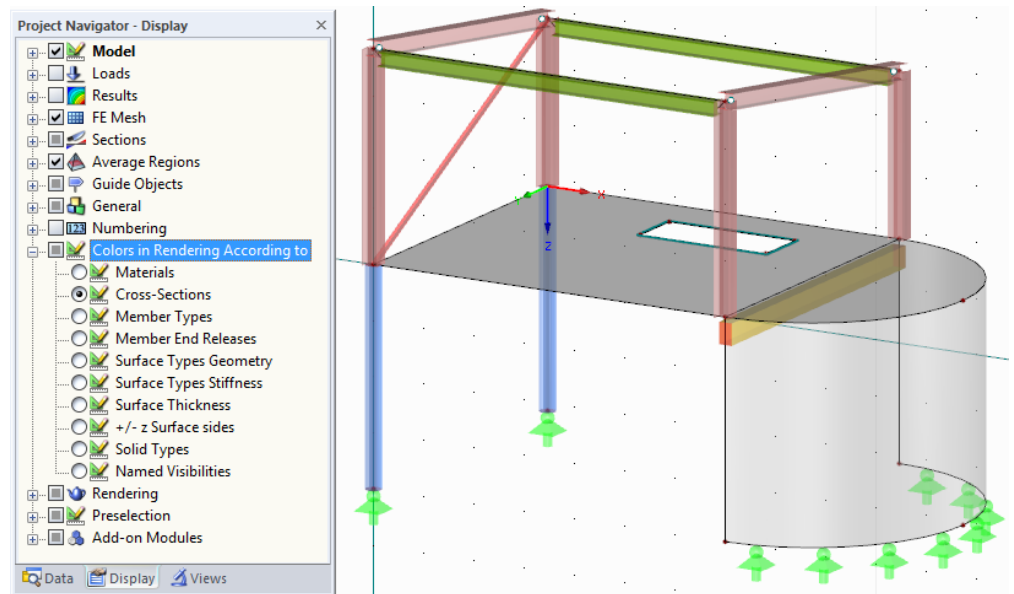 Project Navigator - Display
Model
Loads
Results
FE Mesh
Sections
Average Regions
Guide Objects
General
Numbering
Colors in Rendering According to
Materials
Cross-Sections
Member Types
Member End Releases
Surface Types Geometry
Surface Types Stiffness
Surface Thickness
+/- z Surface sides
Solid Types
Named Visibilities
Rendering
Preselection
Add-on Modules
Data Display Views
X
Z